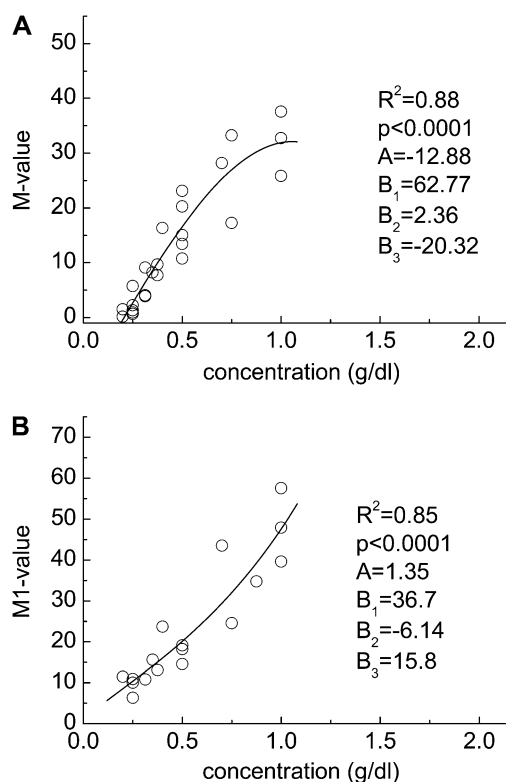 A
50
40
30
20
10
0
M-value
0.0 0.5 1.0 1.5 2.0
concentration (g/dl)
R²=0.88
p<0.0001
A=-12.88
B₁=62.77
B₂=2.36
B₃=-20.32
B
70
60
50
40
30
20
10
0
M1-value
0.0 0.5 1.0 1.5 2.0
concentration (g/dl)
R²=0.85
p<0.0001
A=1.35
B₁=36.7
B₂=-6.14
B₃=15.8